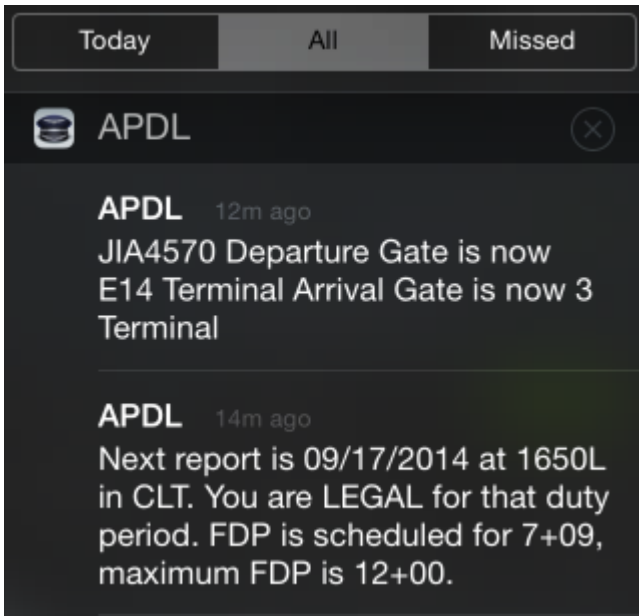 Today All Missed
APDL
APDL 12m ago
JIA4570 Departure Gate is now
E14 Terminal Arrival Gate is now 3
Terminal
APDL 14m ago
Next report is 09/17/2014 at 1650L
in CLT. You are LEGAL for that duty
period. FDP is scheduled for 7+09,
maximum FDP is 12+00.